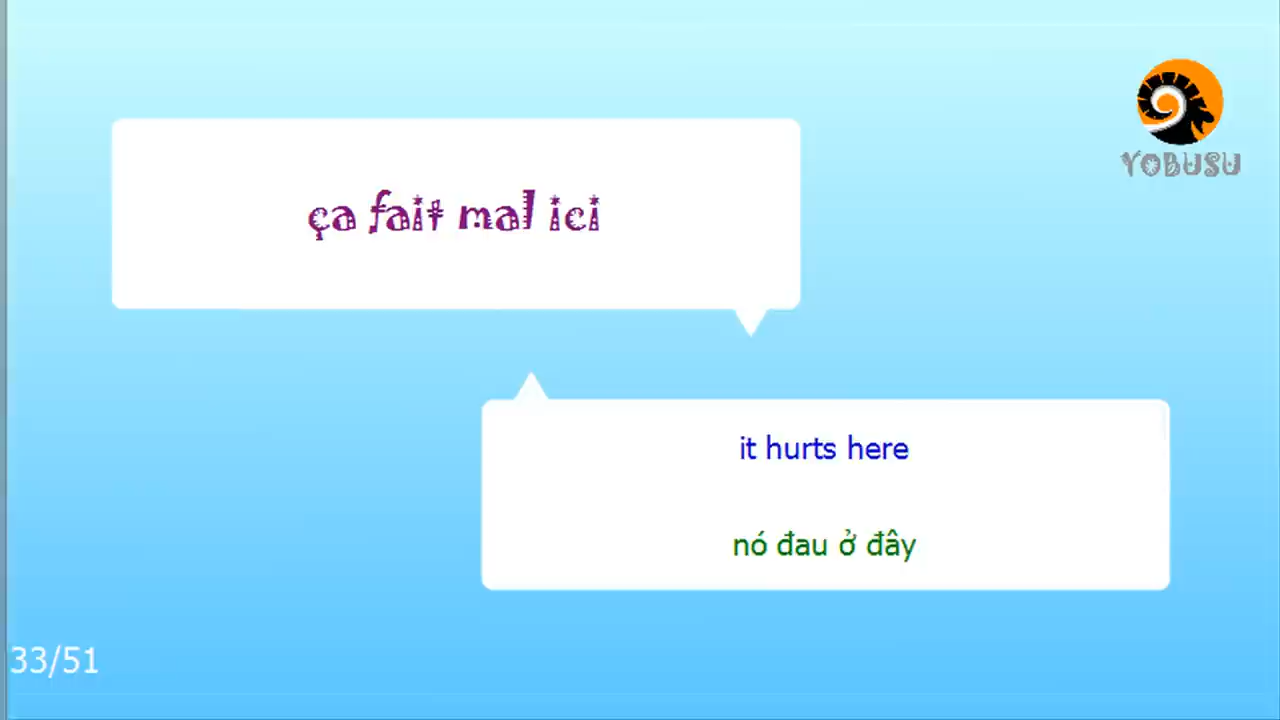 YOBUSU
ça fait mal ici
it hurts here
nó đau ở đây
33/51